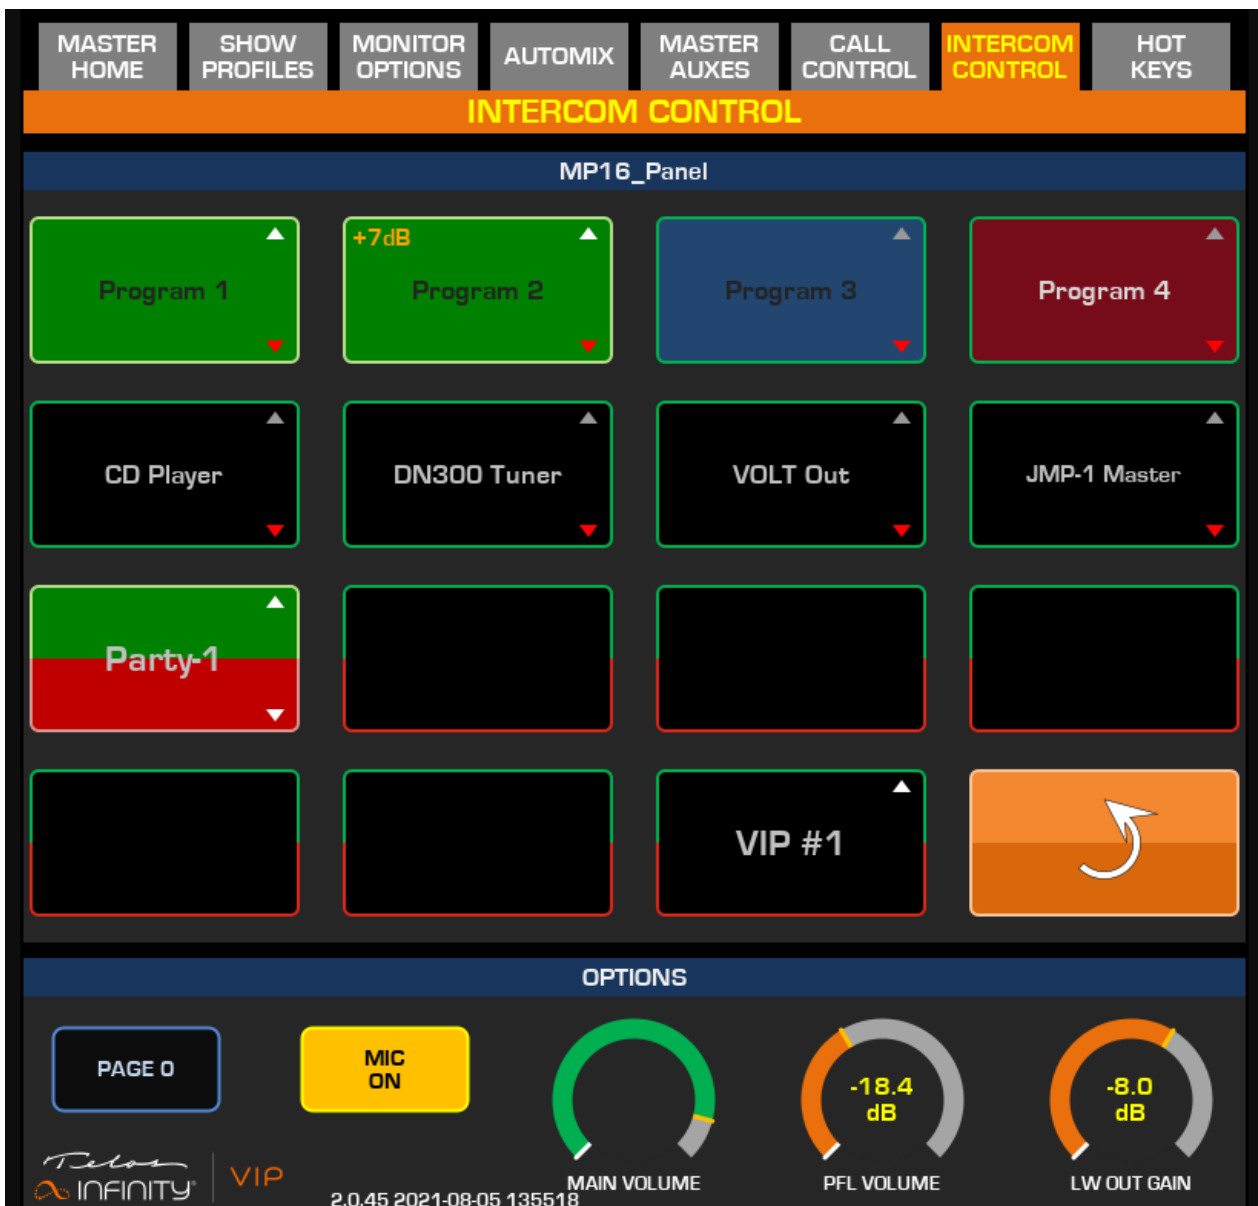 MASTER
HOME
SHOW
PROFILES
MONITOR
OPTIONS
AUTOMIX
MASTER
AUXES
CALL
CONTROL
INTERCOM
CONTROL
HOT
KEYS
INTERCOM CONTROL
MP16_Panel
Program 1
+7dB
Program 2
Program 3
Program 4
CD Player
DN300 Tuner
VOLT Out
JMP-1 Master
Party-1
VIP #1
OPTIONS
PAGE 0
MIC
ON
-18.4
dB
-8.0
dB
MAIN VOLUME
PFL VOLUME
LW OUT GAIN
Telos
INFINITY
VIP
2.0.45 2021-08-05 135518